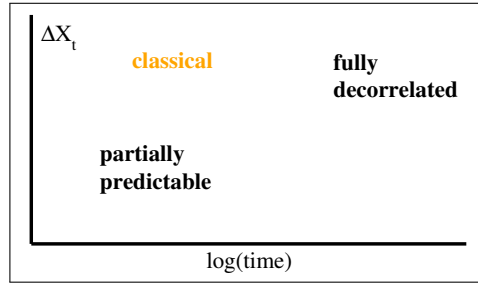 ΔX_t
classical
fully
decorrelated
partially
predictable
log(time)